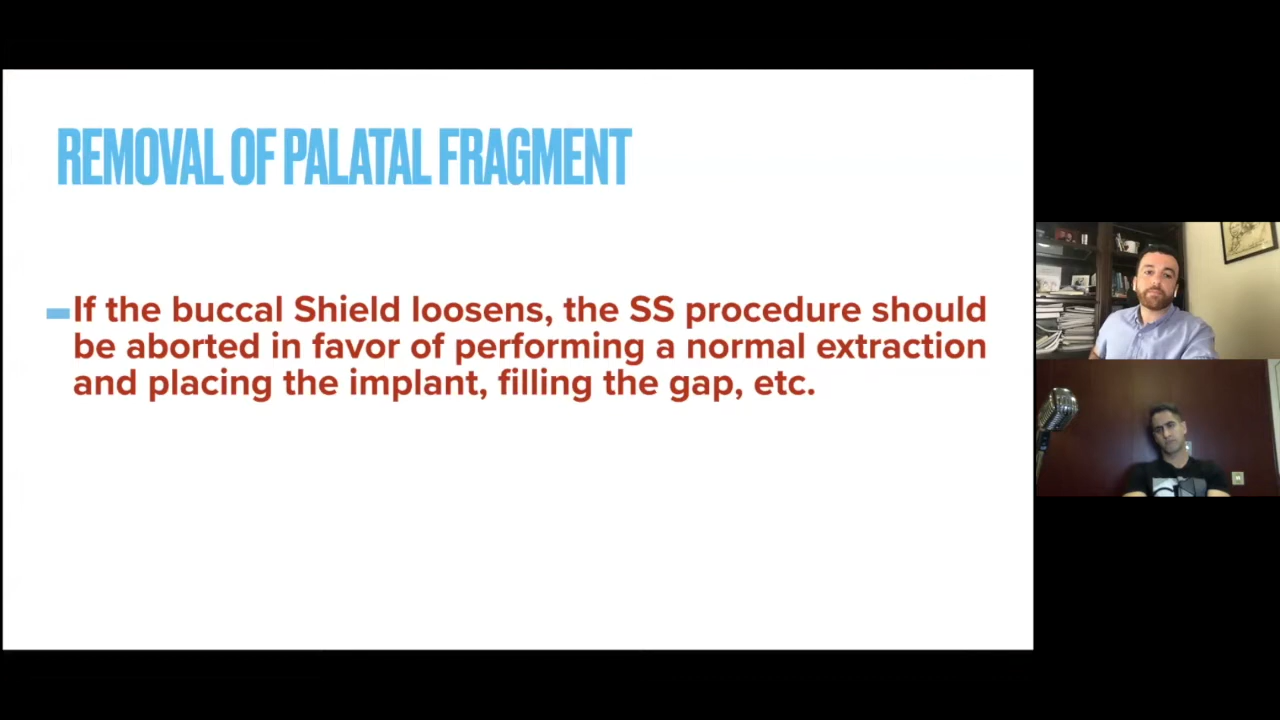 REMOVAL OF PALATAL FRAGMENT
If the buccal Shield loosens, the SS procedure should
be aborted in favor of performing a normal extraction
and placing the implant, filling the gap, etc.